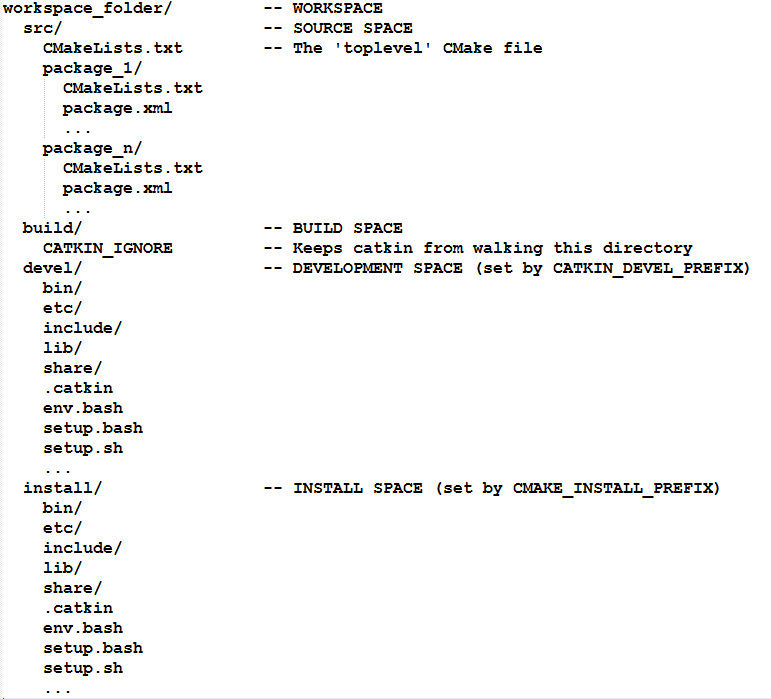 workspace_folder/         -- WORKSPACE
  src/                    -- SOURCE SPACE
    CMakeLists.txt        -- The 'toplevel' CMake file
    package_1/
      CMakeLists.txt
      package.xml
      ...
    package_n/
      CMakeLists.txt
      package.xml
      ...
  build/                  -- BUILD SPACE
    CATKIN_IGNORE         -- Keeps catkin from walking this directory
  devel/                  -- DEVELOPMENT SPACE (set by CATKIN_DEVEL_PREFIX)
    bin/
    etc/
    include/
    lib/
    share/
    .catkin
    env.bash
    setup.bash
    setup.sh
    ...
  install/                -- INSTALL SPACE (set by CMAKE_INSTALL_PREFIX)
    bin/
    etc/
    include/
    lib/
    share/
    .catkin
    env.bash
    setup.bash
    setup.sh
    ...